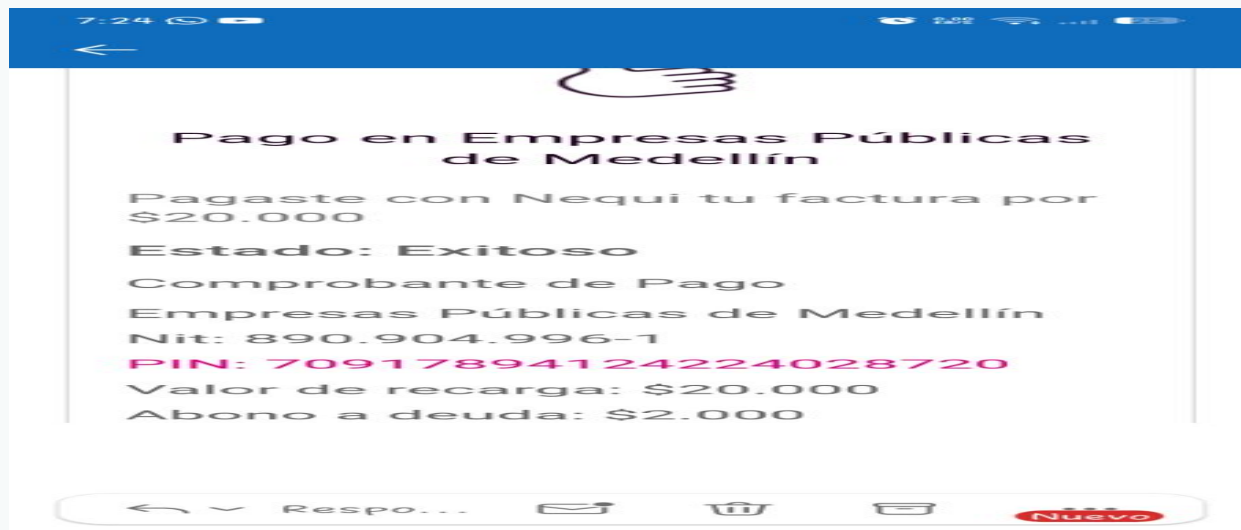 7:24
Pago en Empresas Públicas
de Medellín
Pagaste con Nequi tu factura por
$20.000
Estado: Exitoso
Comprobante de Pago
Empresas Públicas de Medellín
Nit: 890.904.996-1
PIN: 70917894124224028720
Valor de recarga: $20.000
Abono a deuda: $2.000
Respo...
Nuevo